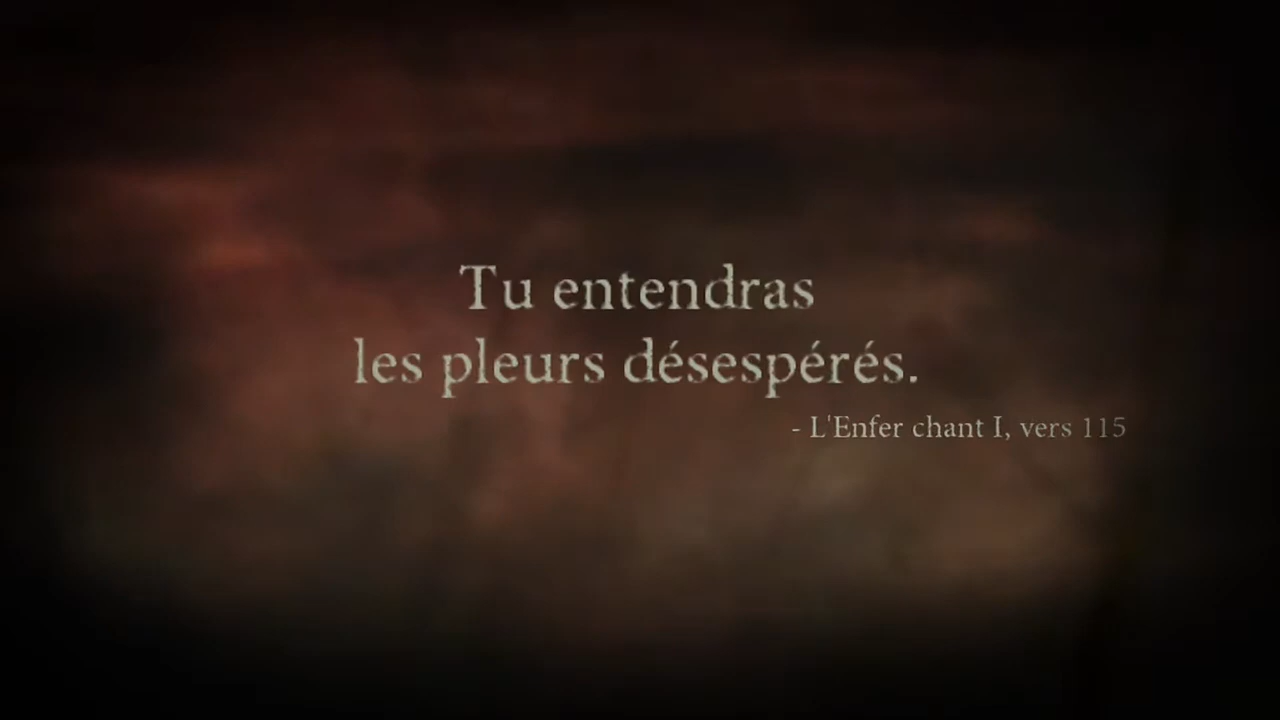 Tu entendras
les pleurs désespérés.
- L'Enfer chant I, vers 115